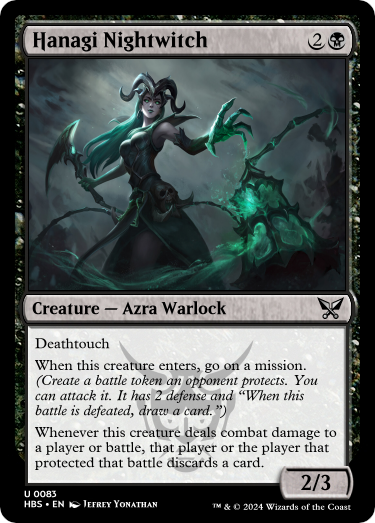 Hanagi Nightwitch 2
Creature — Azra Warlock
Deathtouch
When this creature enters, go on a mission.
(Create a battle token an opponent protects. You
can attack it. It has 2 defense and “When this
battle is defeated, draw a card.”)
Whenever this creature deals combat damage to
a player or battle, that player or the player that
protected that battle discards a card.
2/3
U 0083
HBS • EN JEFREY YONATHAN
™ & © 2024 Wizards of the Coast